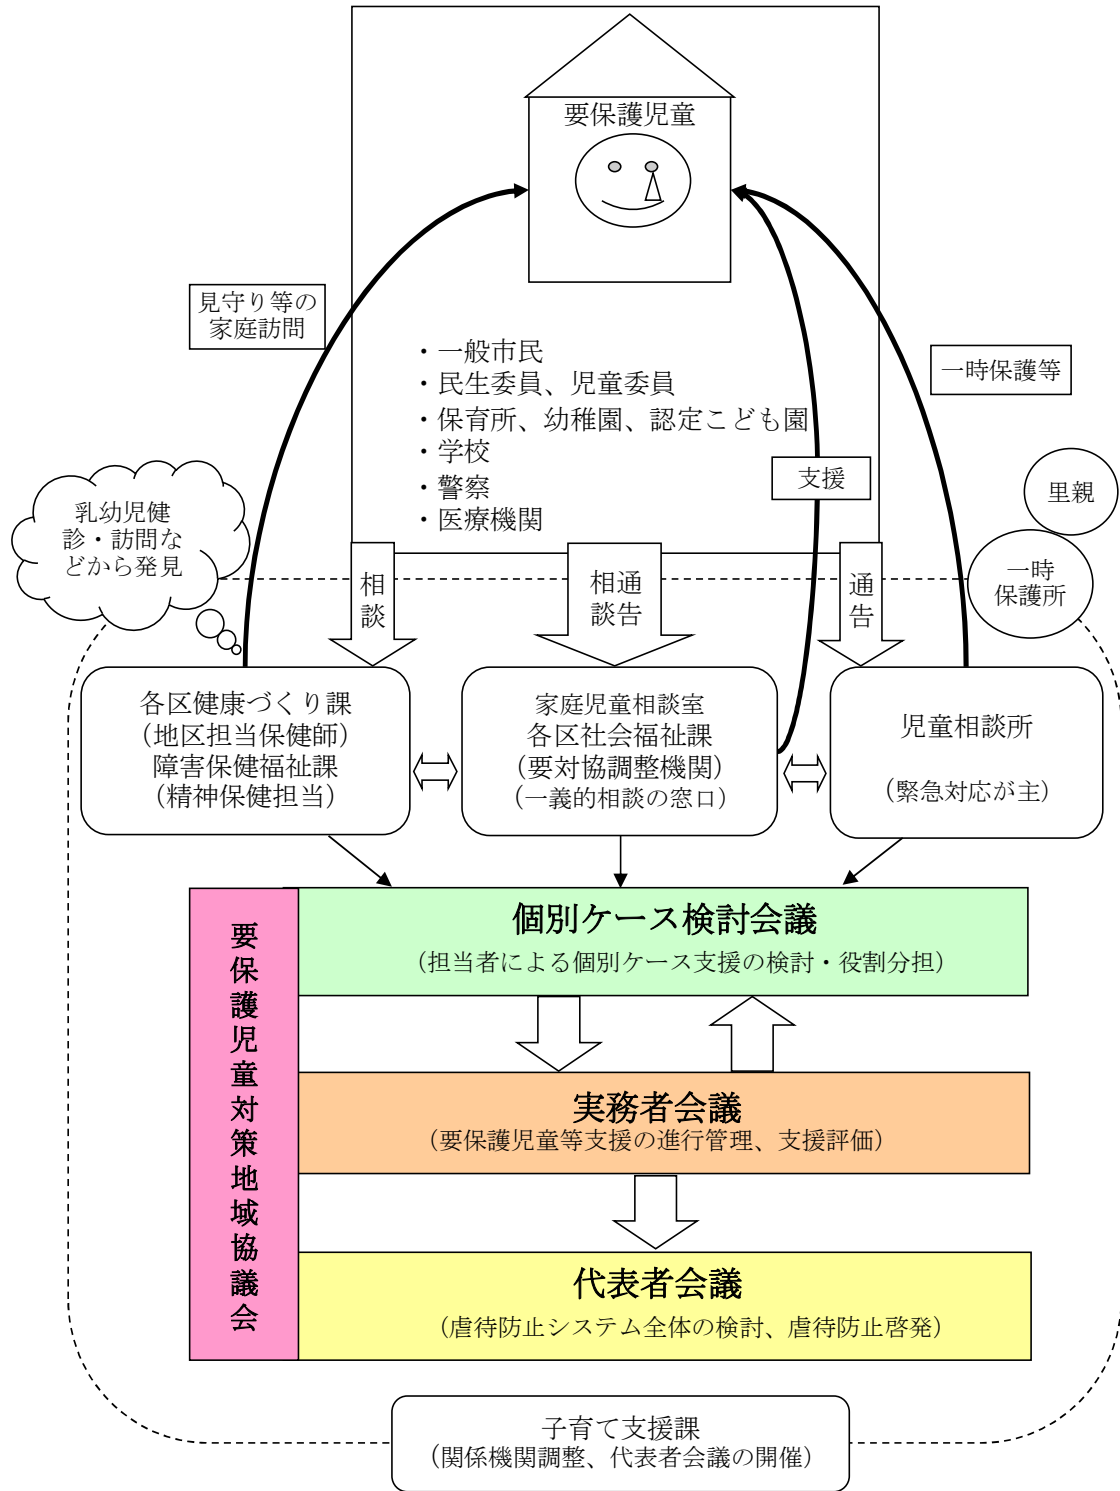 要保護児童
見守り等の
家庭訪問
・一般市民
・民生委員、児童委員
・保育所、幼稚園、認定こども園
・学校
・警察
・医療機関
一時保護等
支援
里親
一時
保護所
乳幼児健
診・訪問な
どから発見
相談
相談
通告
通告
各区健康づくり課
（地区担当保健師）
障害保健福祉課
（精神保健担当）
家庭児童相談室
各区社会福祉課
（要対協調整機関）
（一義的相談の窓口）
児童相談所
（緊急対応が主）
要保護児童対策地域協議会
個別ケース検討会議
（担当者による個別ケース支援の検討・役割分担）
実務者会議
（要保護児童等支援の進行管理、支援評価）
代表者会議
（虐待防止システム全体の検討、虐待防止啓発）
子育て支援課
（関係機関調整、代表者会議の開催）